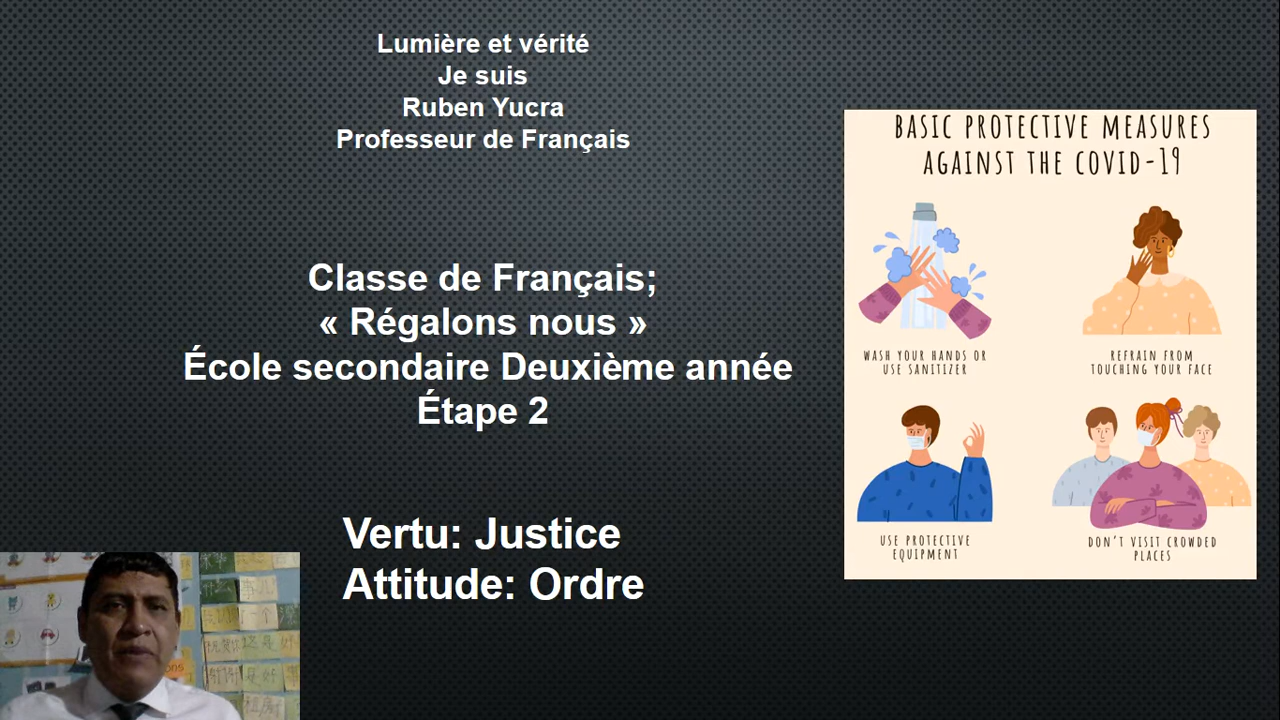 Lumière et vérité
Je suis
Ruben Yucra
Professeur de Français
Classe de Français;
« Régalons nous »
École secondaire Deuxième année
Étape 2
Vertu: Justice
Attitude: Ordre
BASIC PROTECTIVE MEASURES
AGAINST THE COVID-19
WASH YOUR HANDS OR
USE SANITIZER
REFRAIN FROM
TOUCHING YOUR FACE
USE PROTECTIVE
EQUIPMENT
DON'T VISIT CROWDED
PLACES